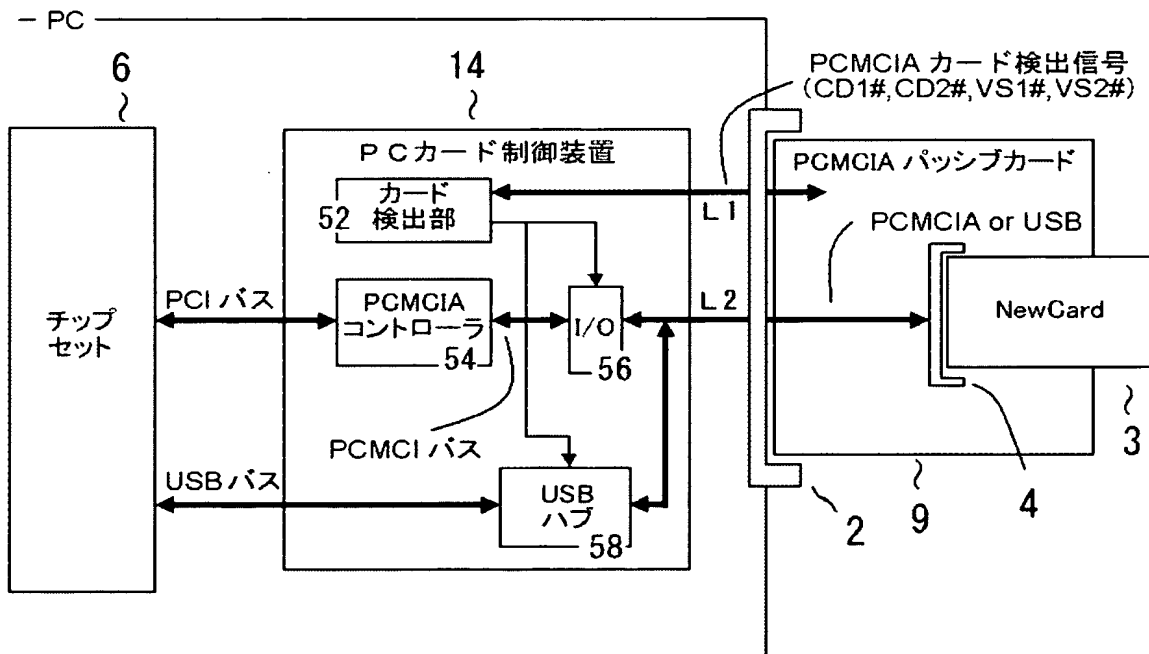 PC
6
14
PCMCIA カード検出信号
(CD1#,CD2#,VS1#,VS2#)
PCカード制御装置
PCMCIA パッシブカード
カード
検出部
52
L1
PCMCIA or USB
PCI バス
PCMCIA
コントローラ
54
I/O
56
L2
NewCard
チップ
セット
PCMCI バス
3
USB バス
USB
ハブ
58
2
9
4